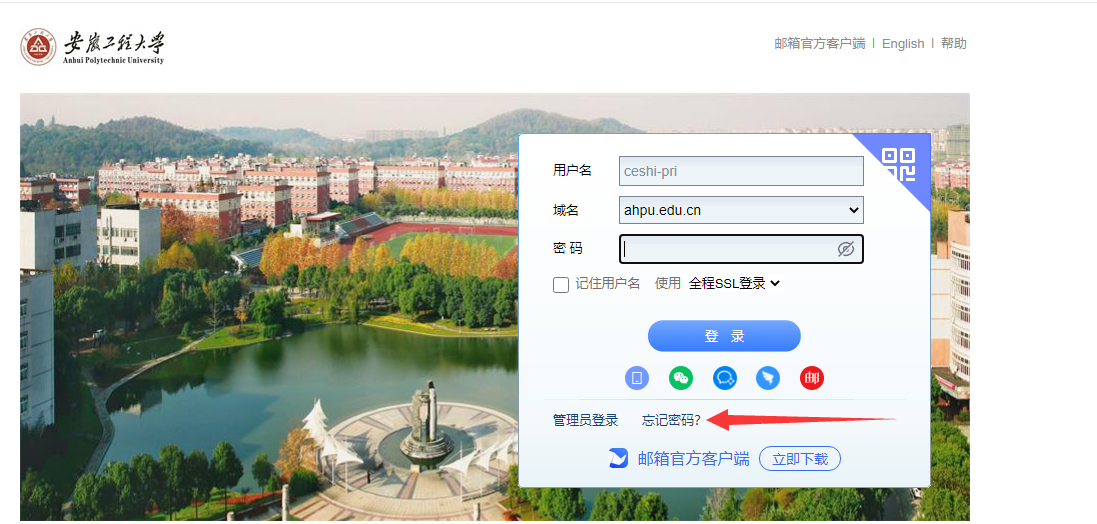 安徽工程大学
Anhui Polytechnic University
邮箱官方客户端 | English | 帮助
用户名 ceshi-pri
域名 ahpu.edu.cn
密 码
记住用户名 使用 全程SSL登录
登 录
邮
管理员登录 忘记密码?
邮箱官方客户端 立即下载